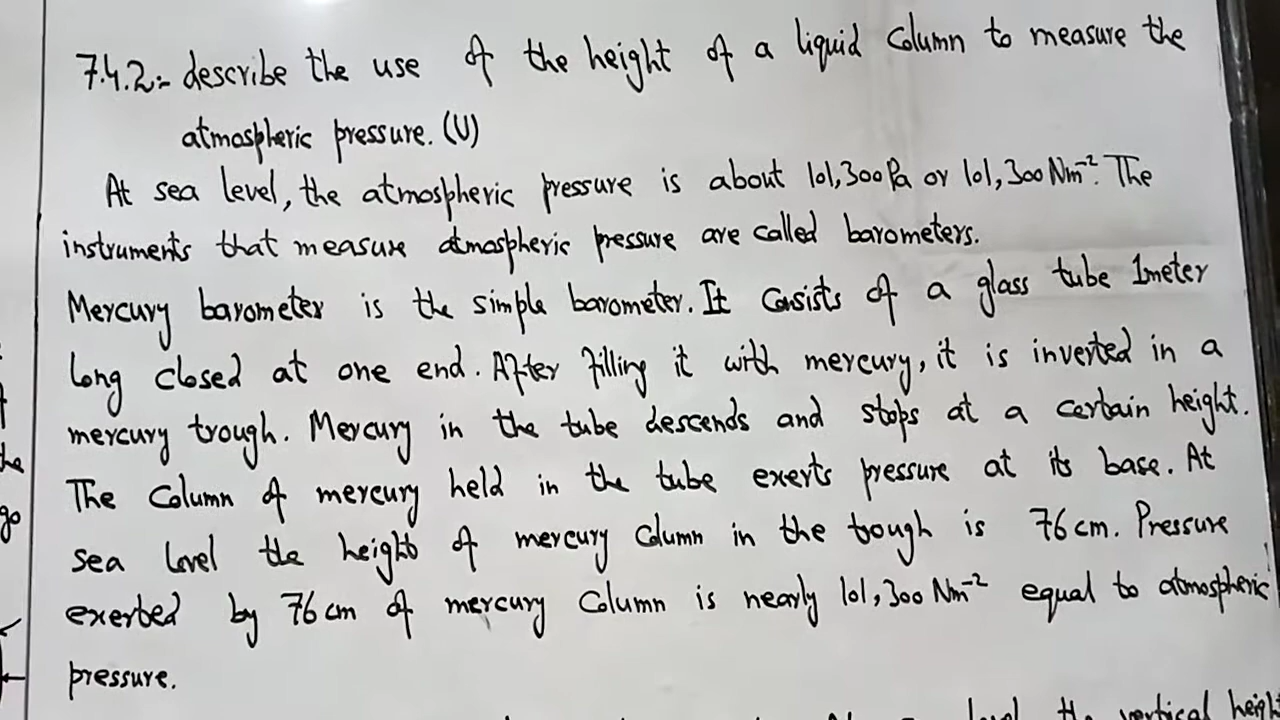 7.4.2:- describe the use of the height of a liquid column to measure the
atmospheric pressure. (U)
At sea level, the atmospheric pressure is about 101,300 Pa or 101,300 Nm⁻². The
instruments that measure atmospheric pressure are called barometers.
Mercury barometer is the simple barometer. It consists of a glass tube 1meter
long closed at one end. After filling it with mercury, it is inverted in a
mercury trough. Mercury in the tube descends and stops at a certain height.
The column of mercury held in the tube exerts pressure at its base. At
sea level the height of mercury column in the trough is 76 cm. Pressure
exerted by 76 cm of mercury column is nearly 101,300 Nm⁻² equal to atmospheric
pressure.
level the vertical